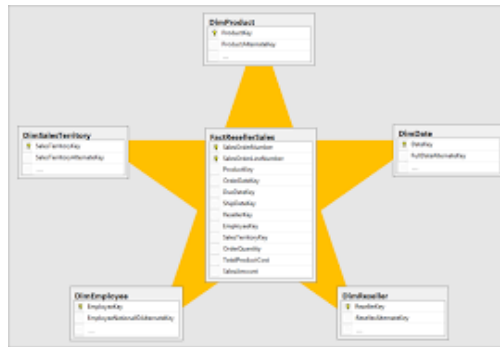 DimProduct
ProductKey
ProductAlternateKey
....
DimSalesTerritory
SalesTerritoryKey
SalesTerritoryAlternateKey
....
FactResellerSales
SalesOrderNumber
SalesOrderLineNumber
ProductKey
OrderDateKey
DueDateKey
ShipDateKey
ResellerKey
EmployeeKey
SalesTerritoryKey
OrderQuantity
TotalProductCost
SalesAmount
DimDate
DateKey
FullDateAlternateKey
....
DimEmployee
EmployeeKey
EmployeeNationalIDAlternateKey
....
DimReseller
ResellerKey
ResellerAlternateKey
....